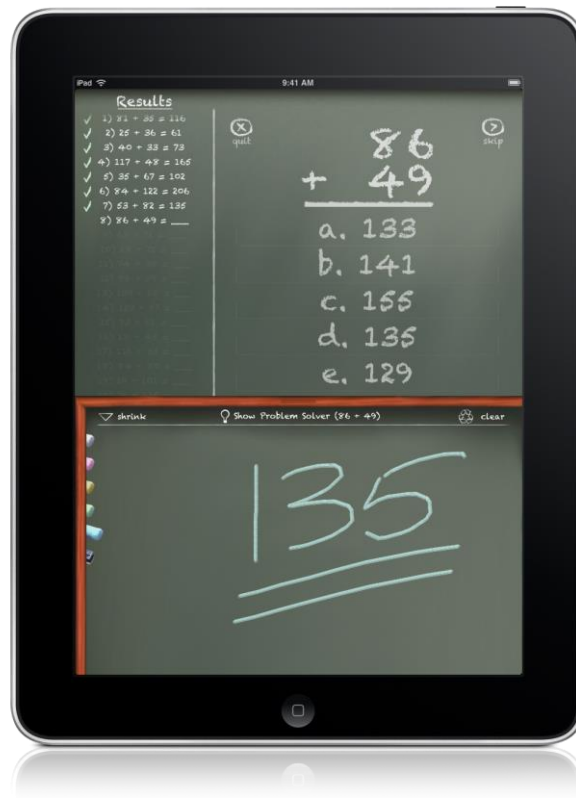 iPad 9:41 AM
Results
1) 81 + 35 = 116
2) 25 + 36 = 61
3) 40 + 33 = 73
4) 117 + 48 = 165
5) 35 + 67 = 102
6) 84 + 122 = 206
7) 53 + 82 = 135
8) 86 + 49 = ___
quit
skip
86
+ 49
a. 133
b. 141
c. 155
d. 135
e. 129
shrink Show Problem Solver (86 + 49) clear
135